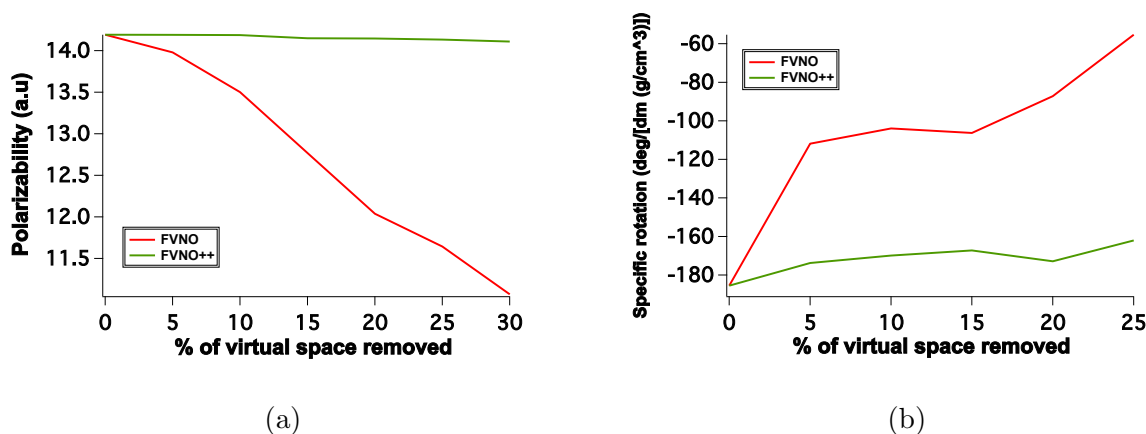 Polarizability (a.u)
14.0
13.5
13.0
12.5
12.0
11.5
FVNO
FVNO++
0 5 10 15 20 25 30
% of virtual space removed
(a)
Specific rotation (deg/[dm (g/cm^3)])
-60
-80
-100
-120
-140
-160
-180
FVNO
FVNO++
0 5 10 15 20 25
% of virtual space removed
(b)